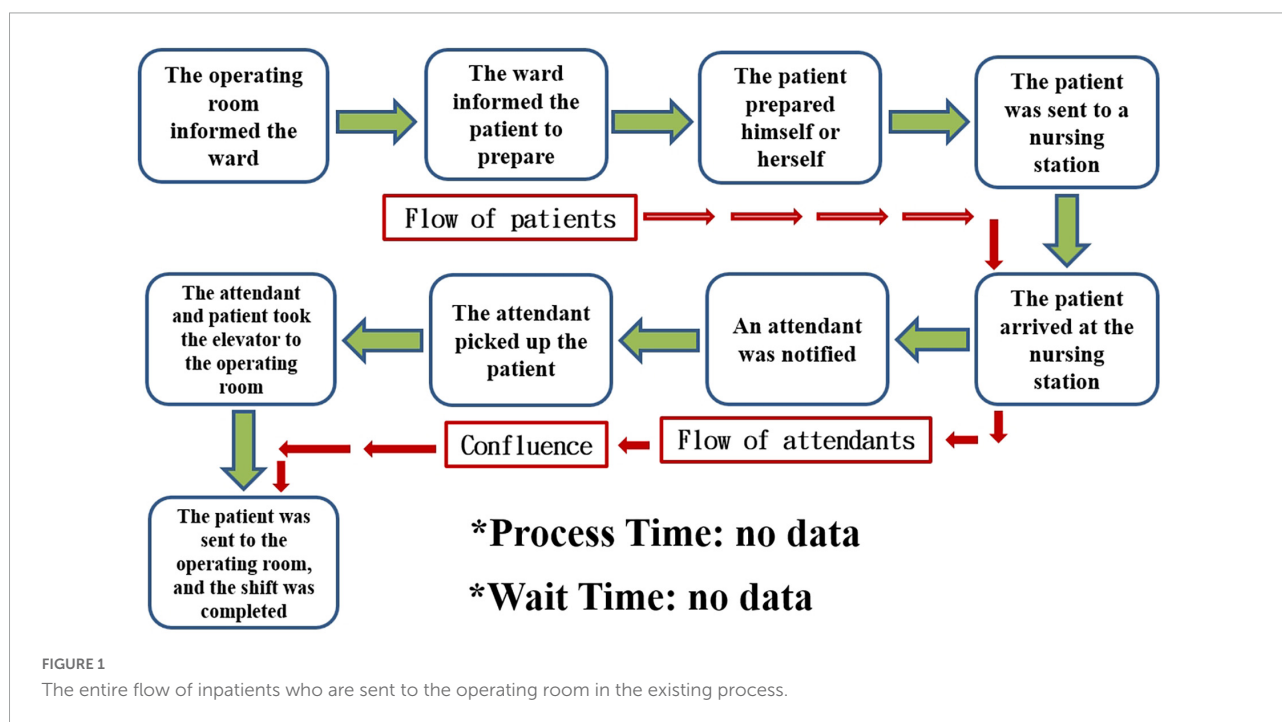 The operating
room
informed the
ward
The ward
informed the
patient to
prepare
The patient
prepared
himself or
herself
The patient
was sent to a
nursing
station
Flow of patients
The attendant
and patient took
the elevator to
the operating
room
The attendant
picked up the
patient
An attendant
was notified
The patient
arrived at the
nursing
station
Confluence
Flow of attendants
The patient was
sent to the
operating room,
and the shift was
completed
*Process Time: no data
*Wait Time: no data
FIGURE 1
The entire flow of inpatients who are sent to the operating room in the existing process.